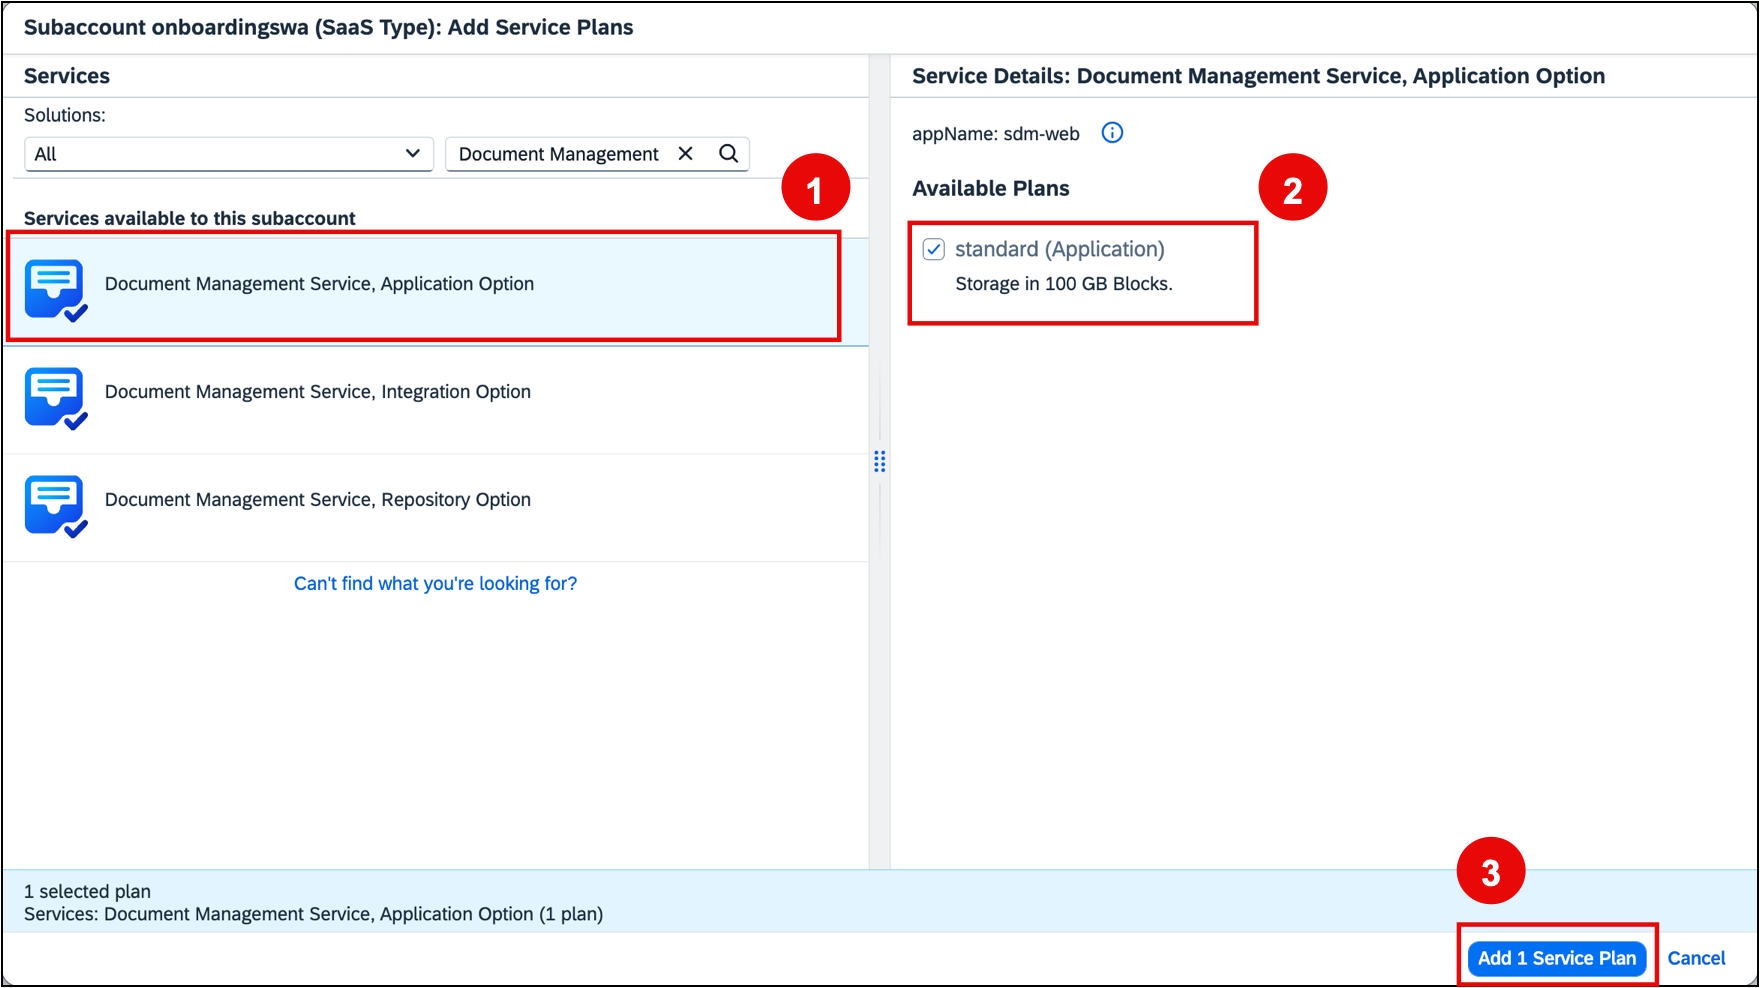 Subaccount onboardingswa (SaaS Type): Add Service Plans
Services
Solutions:
All
Document Management
1
Services available to this subaccount
Document Management Service, Application Option
Document Management Service, Integration Option
Document Management Service, Repository Option
Can't find what you're looking for?
Service Details: Document Management Service, Application Option
appName: sdm-web
Available Plans
2
standard (Application)
Storage in 100 GB Blocks.
1 selected plan
Services: Document Management Service, Application Option (1 plan)
3
Add 1 Service Plan
Cancel